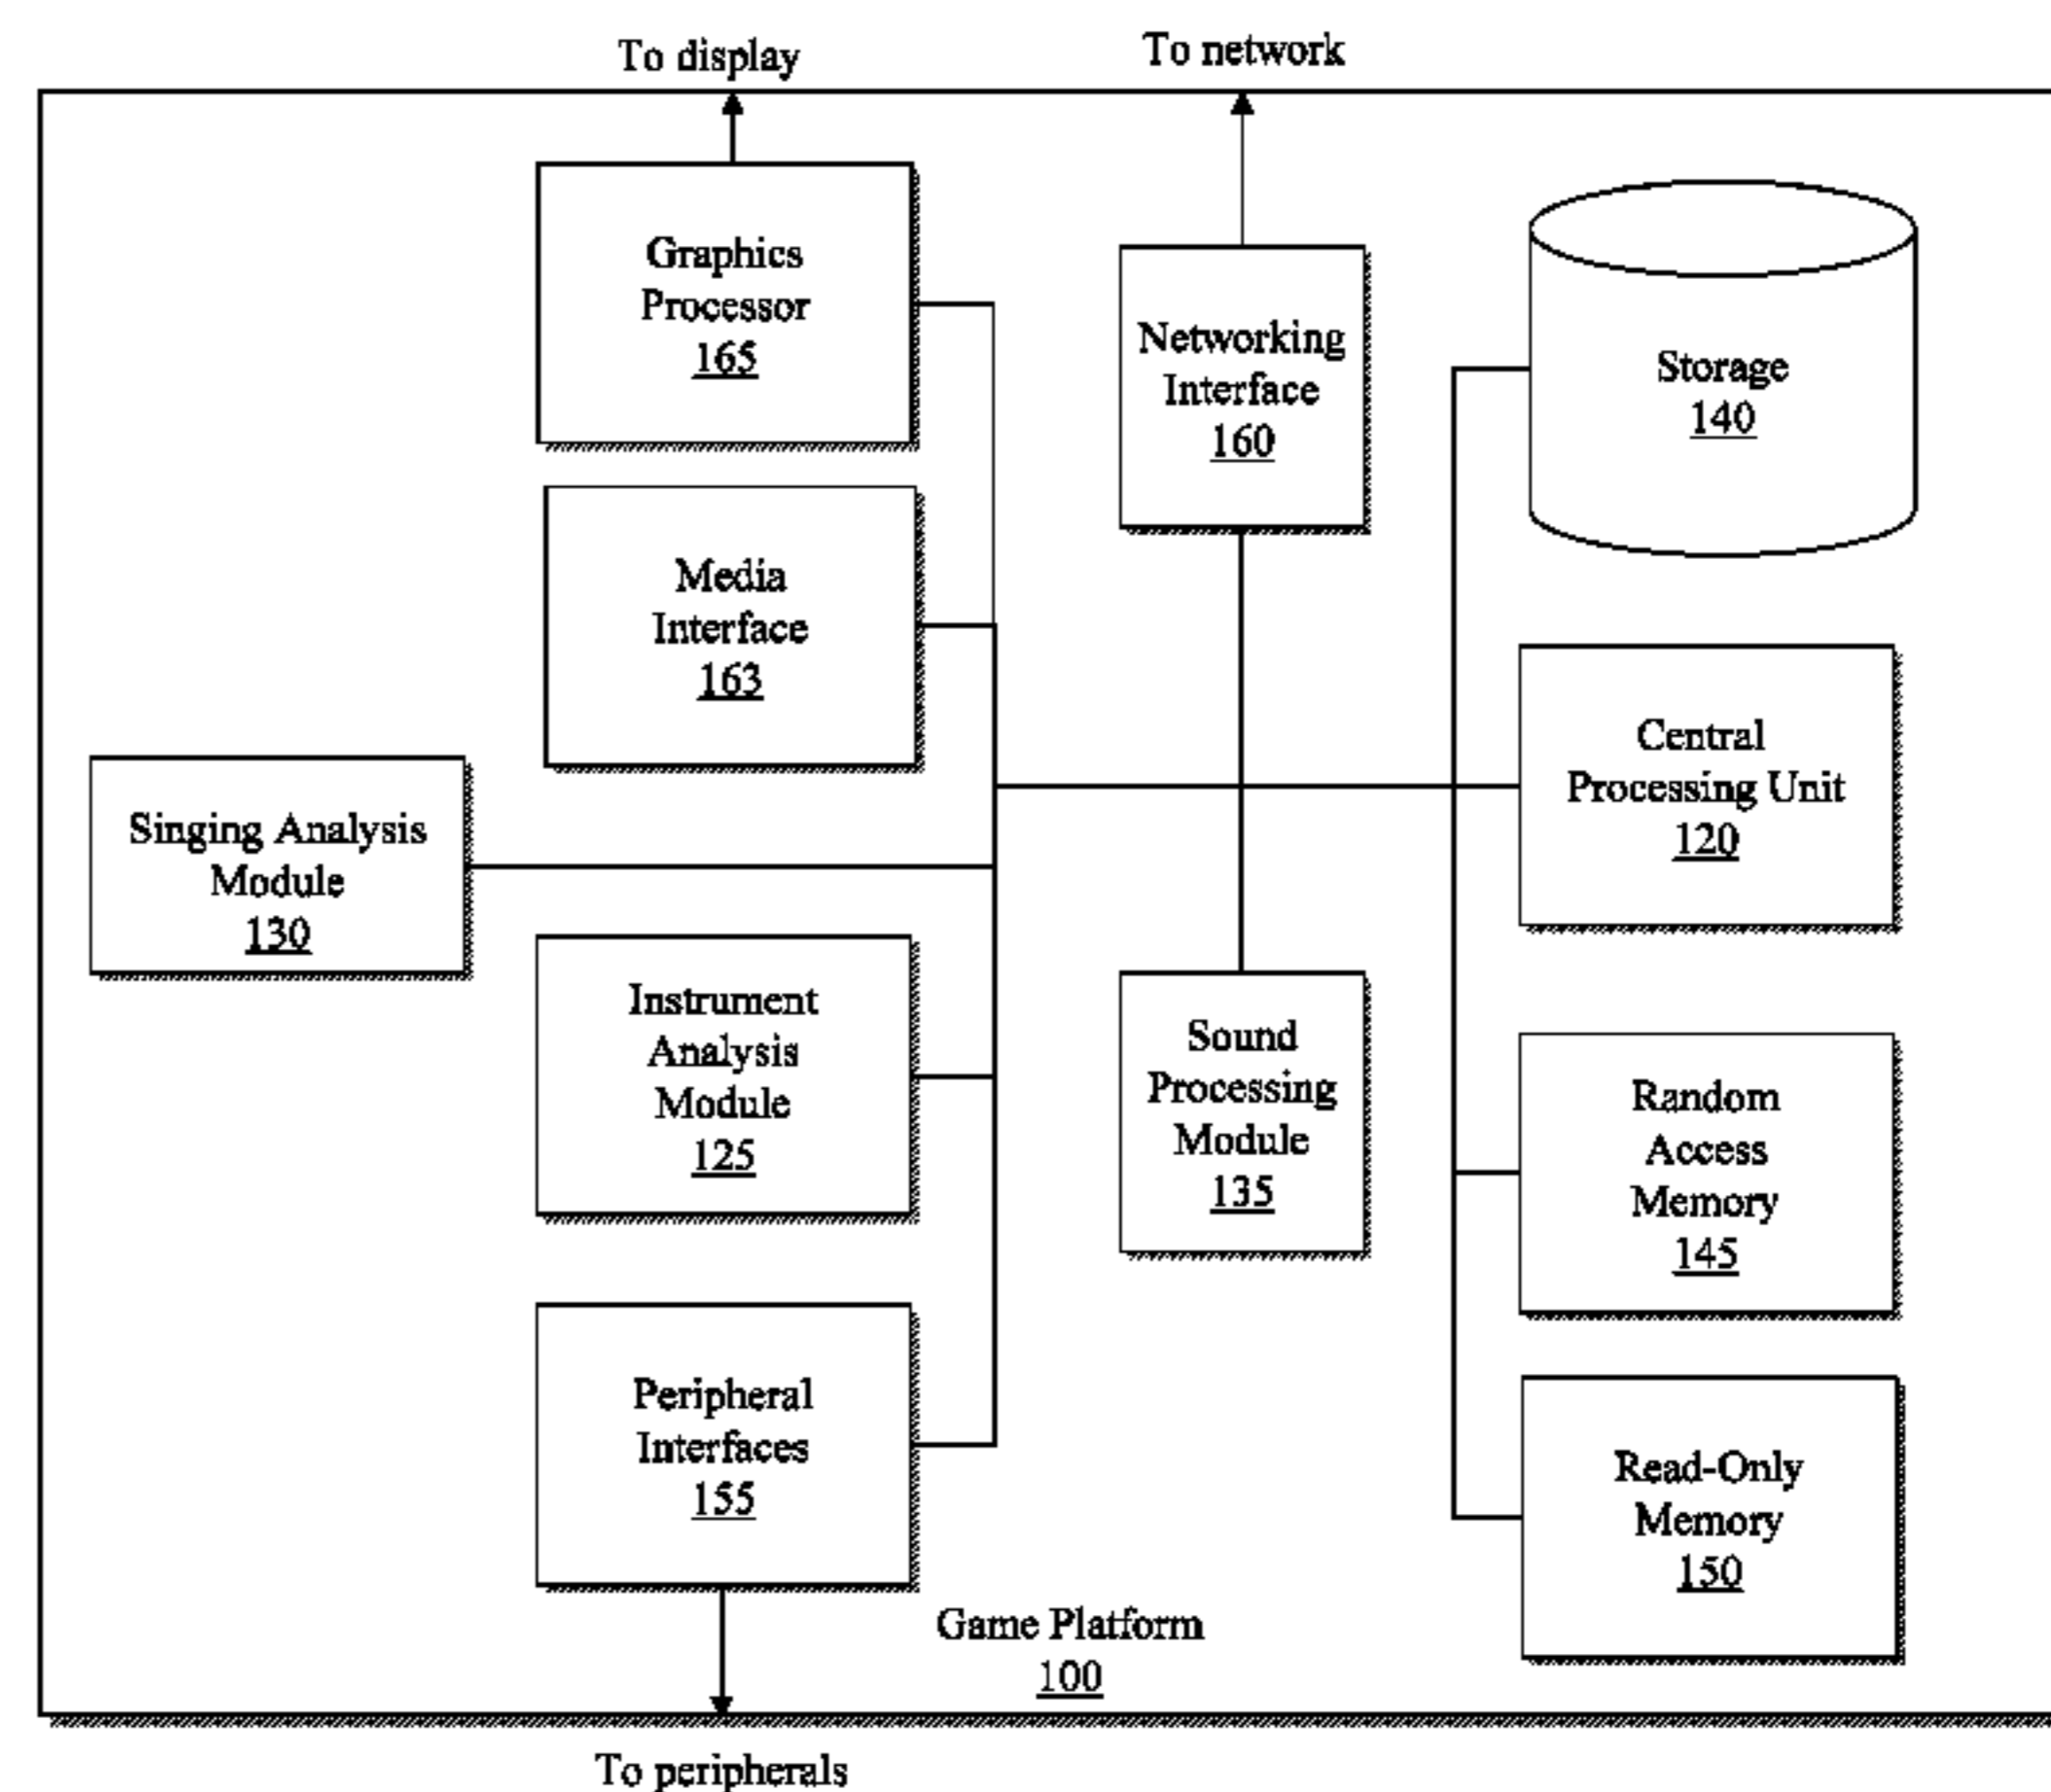 To display
To network
Graphics
Processor
165
Networking
Interface
160
Storage
140
Media
Interface
163
Central
Processing Unit
120
Singing Analysis
Module
130
Instrument
Analysis
Module
125
Sound
Processing
Module
135
Random
Access
Memory
145
Peripheral
Interfaces
155
Read-Only
Memory
150
Game Platform
100
To peripherals